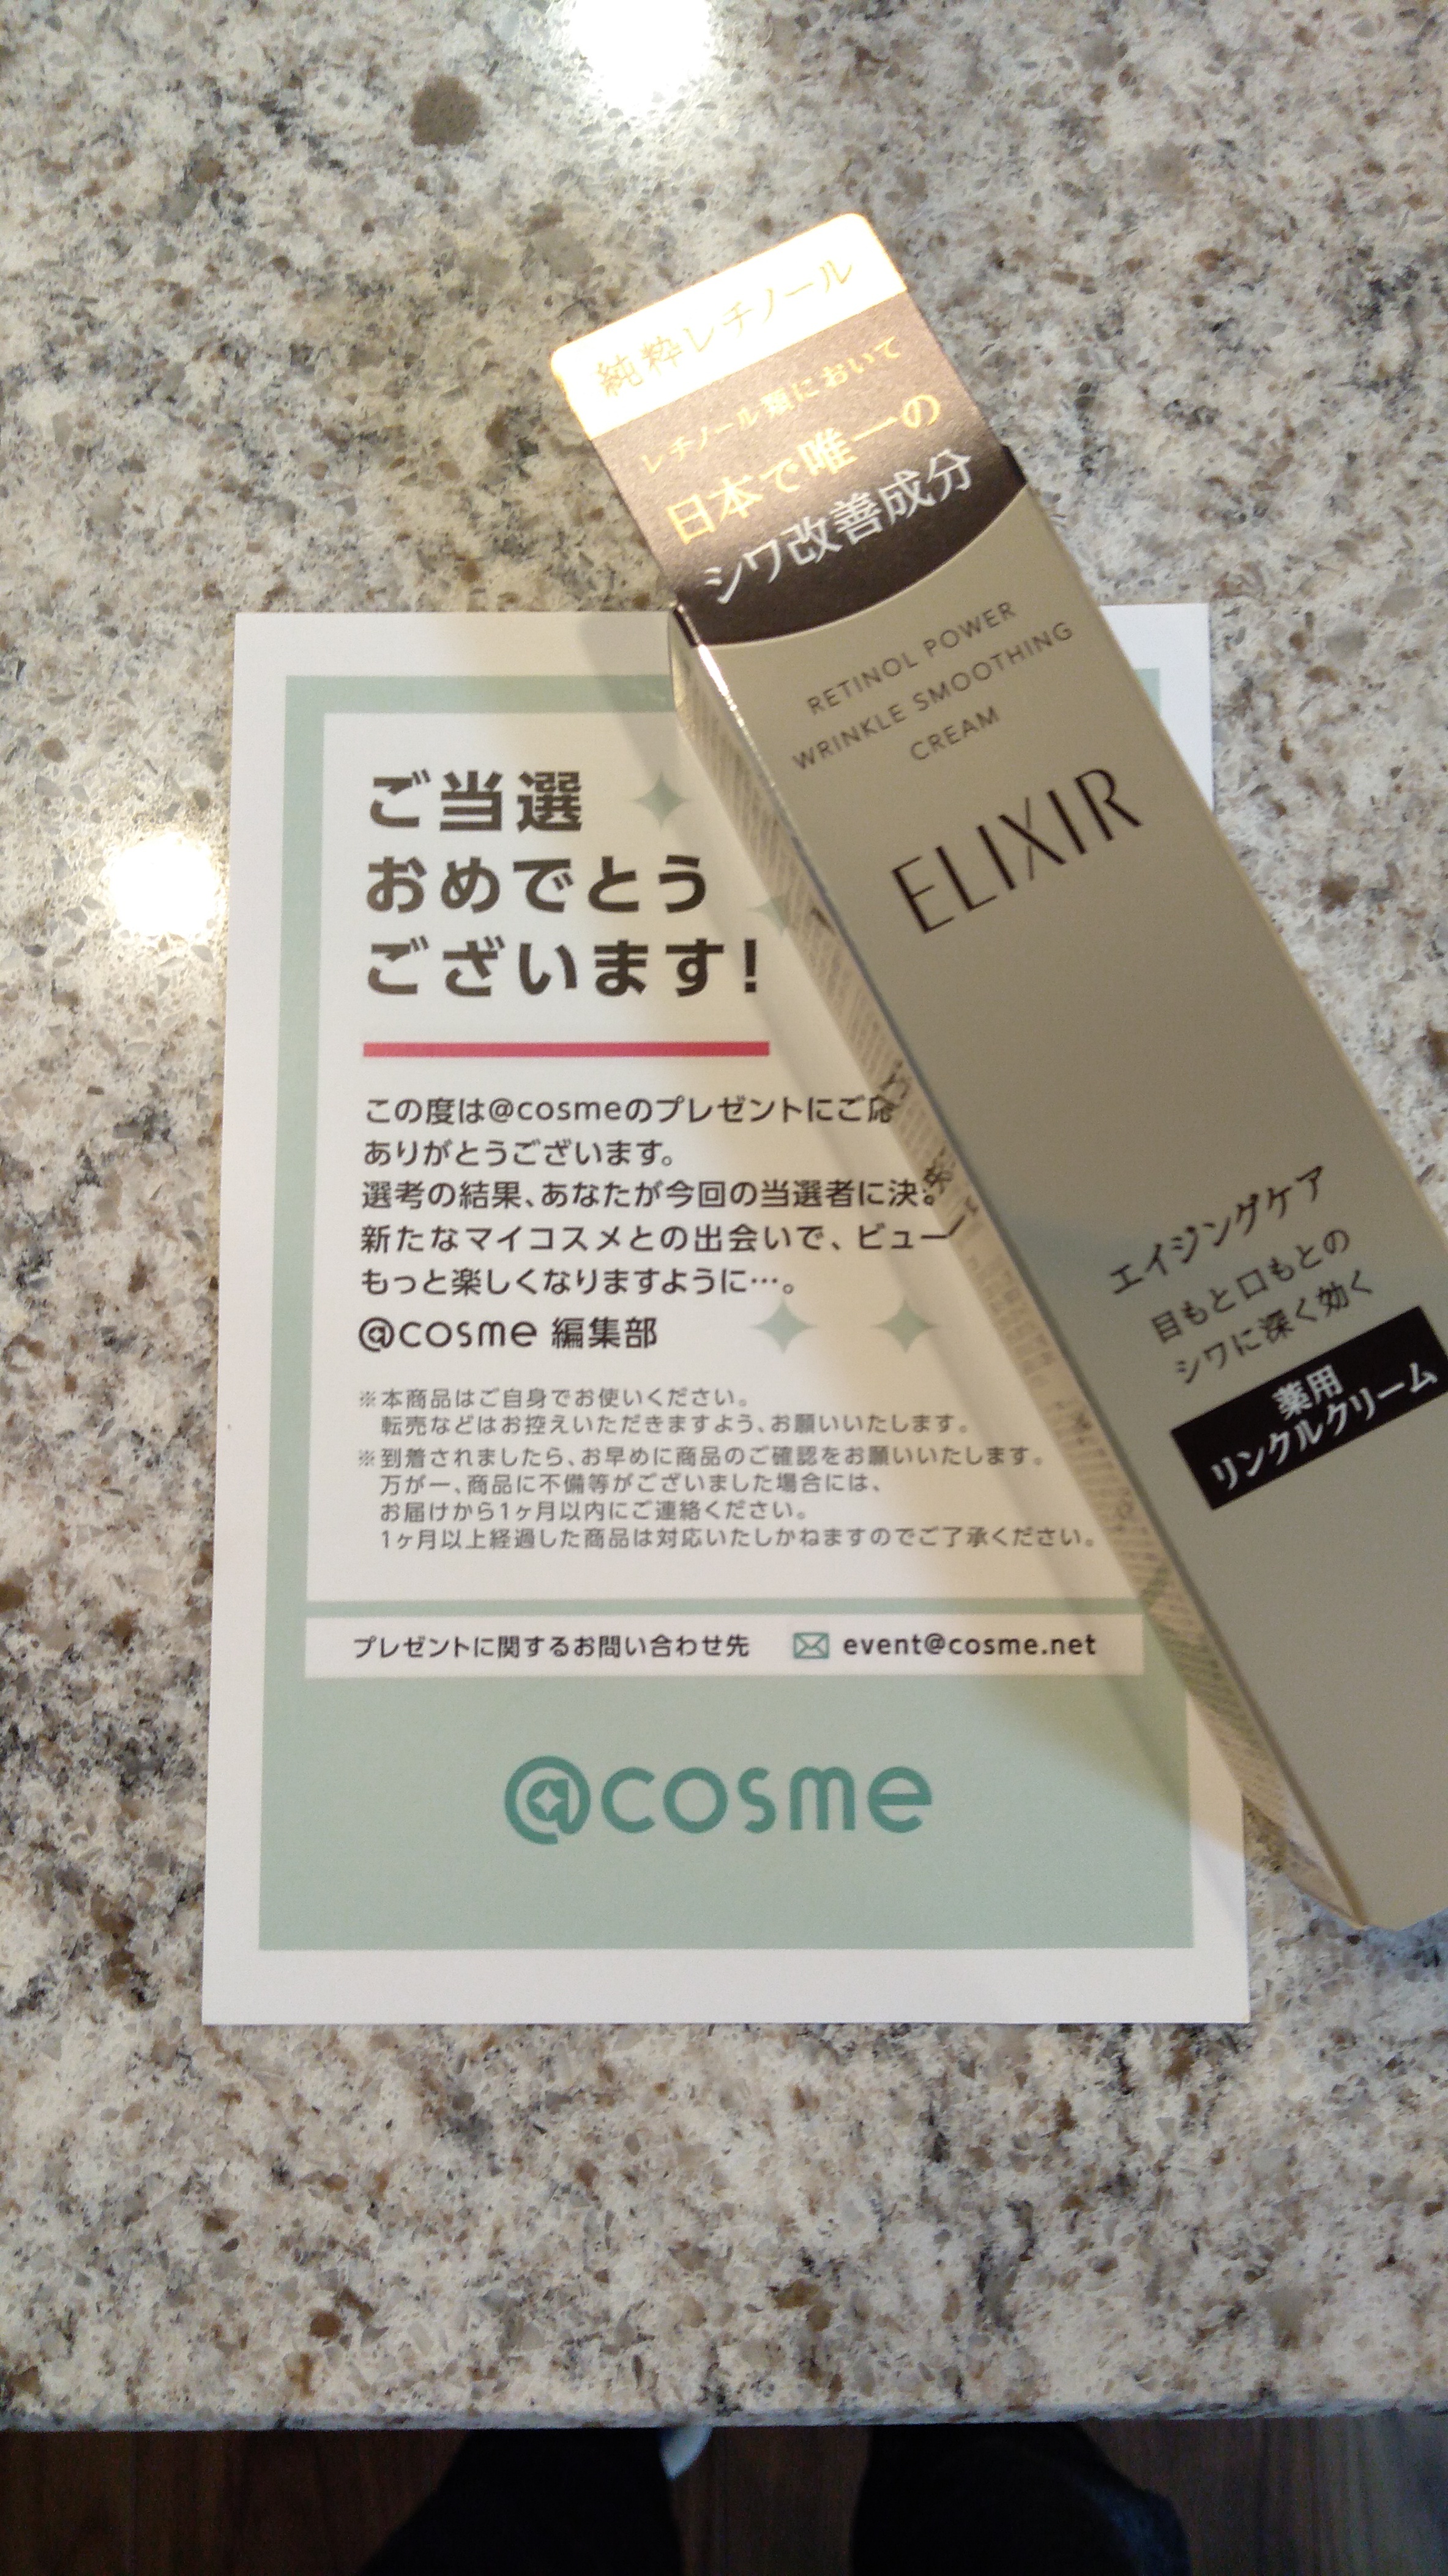 純粋レチノール
レチノール類において
日本で唯一の
シワ改善成分
RETINOL POWER
WRINKLE SMOOTHING
CREAM
ELIXIR
エイジングケア
目もと口もとの
シワに深く効く
薬用
リンクルクリーム
ご当選
おめでとう
ございます!
この度は@cosmeのプレゼントにご応
ありがとうございます。
選考の結果、あなたが今回の当選者に決
新たなマイコスメとの出会いで、ビュー
もっと楽しくなりますように…。
@cosme 編集部
※本商品はご自身でお使いください。
転売などはお控えいただきますよう、お願いいたします。
※到着されましたら、お早めに商品のご確認をお願いいたします。
万が一、商品に不備等がございました場合には、
お届けから1ヶ月以内にご連絡ください。
1ヶ月以上経過した商品は対応いたしかねますのでご了承ください。
プレゼントに関するお問い合わせ先 event@cosme.net
@cosme